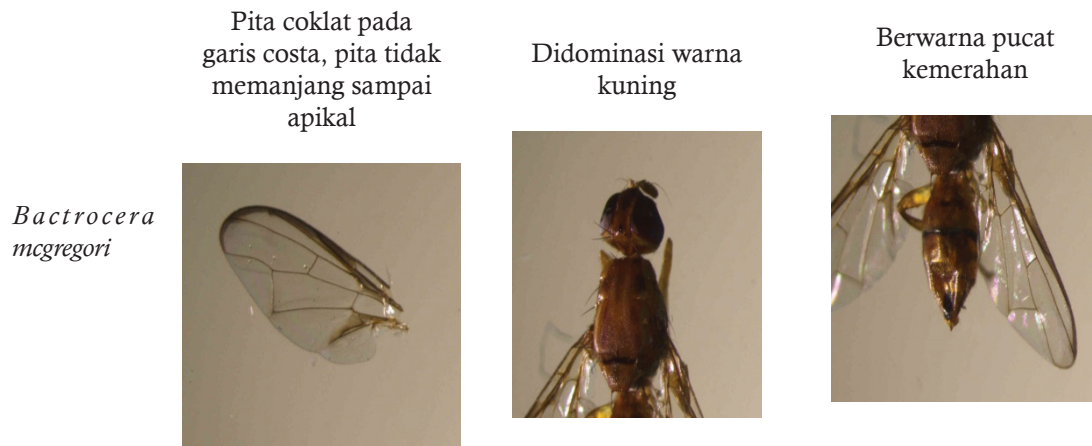 Pita coklat pada
garis costa, pita tidak
memanjang sampai
apikal
Didominasi warna
kuning
Berwarna pucat
kemerahan
Bactrocera
mcgregori